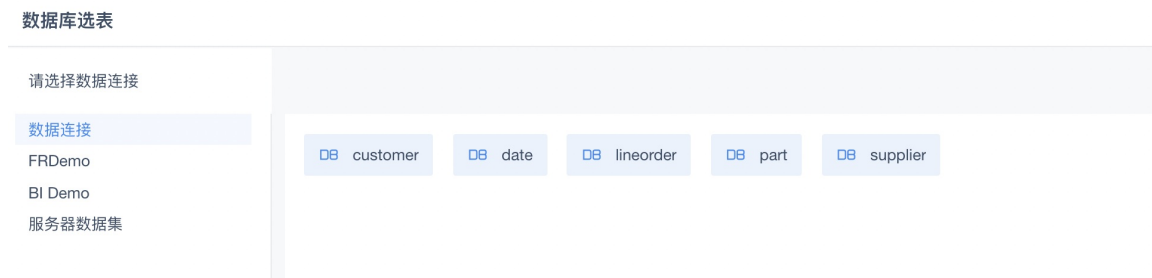 数据库选表
请选择数据连接
数据连接
FRDemo
BI Demo
服务器数据集
DB customer DB date DB lineorder DB part DB supplier